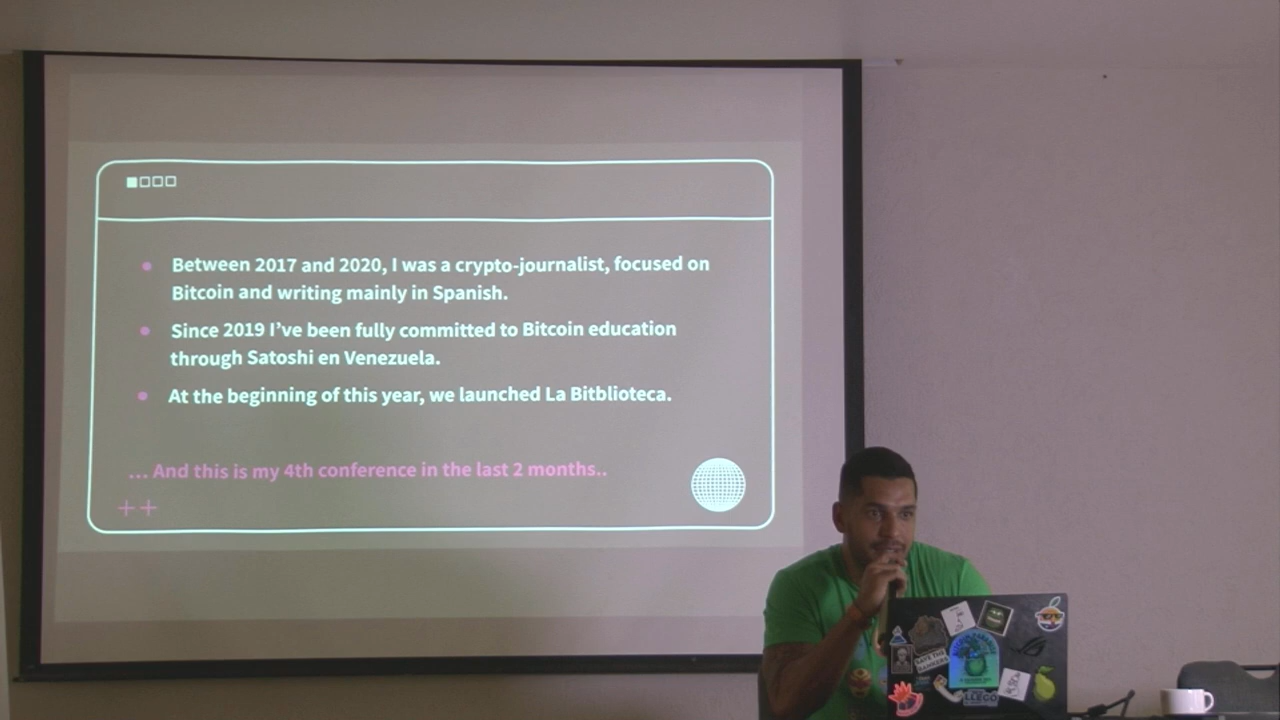 Between 2017 and 2020, I was a crypto-journalist, focused on
Bitcoin and writing mainly in Spanish.
Since 2019 I've been fully committed to Bitcoin education
through Satoshi en Venezuela.
At the beginning of this year, we launched La Bitblioteca.
... And this is my 4th conference in the last 2 months..
++